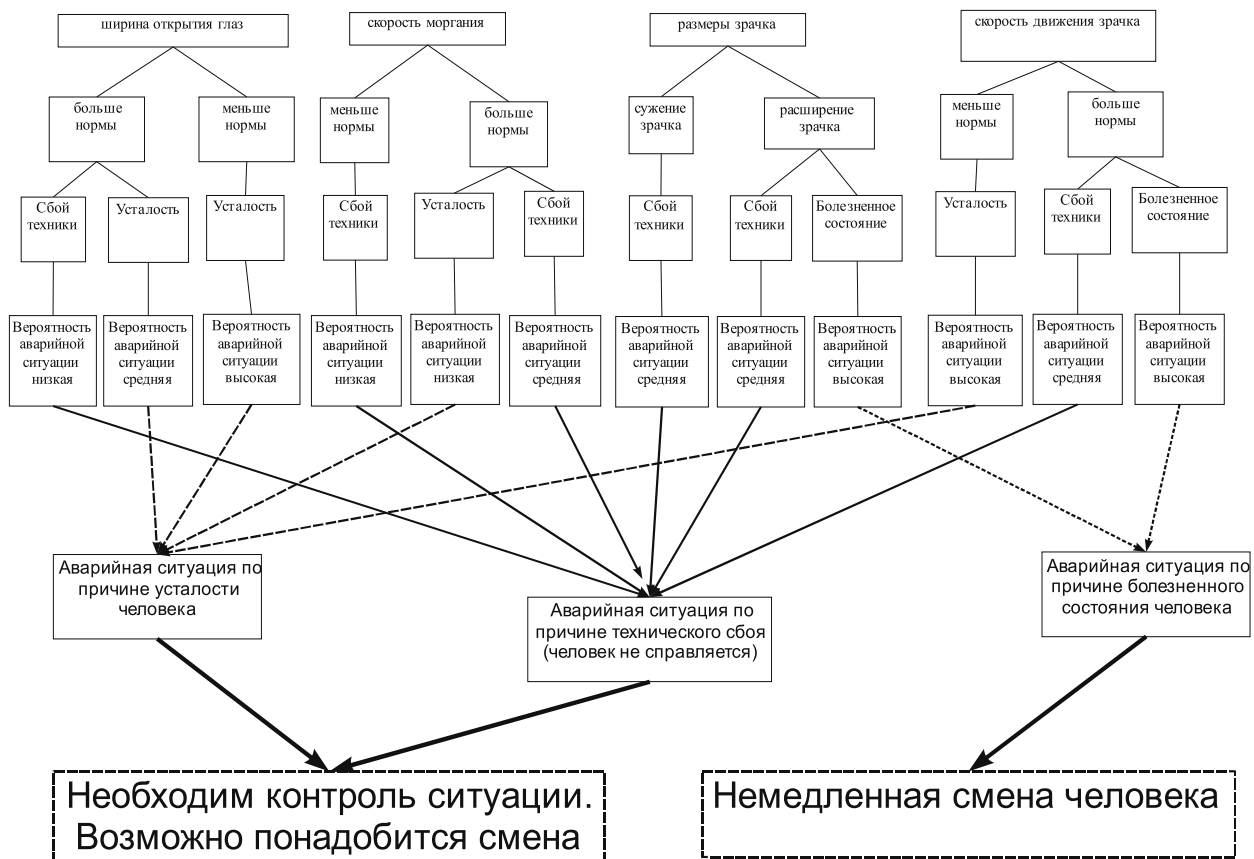 ширина открытия глаз
скорость моргания
размеры зрачка
скорость движения зрачка
больше
нормы
меньше
нормы
меньше
нормы
больше
нормы
сужение
зрачка
расширение
зрачка
меньше
нормы
больше
нормы
Сбой
техники
Усталость
Усталость
Сбой
техники
Усталость
Сбой
техники
Сбой
техники
Сбой
техники
Болезненное
состояние
Усталость
Сбой
техники
Болезненное
состояние
Вероятность
аварийной
ситуации
низкая
Вероятность
аварийной
ситуации
средняя
Вероятность
аварийной
ситуации
высокая
Вероятность
аварийной
ситуации
низкая
Вероятность
аварийной
ситуации
низкая
Вероятность
аварийной
ситуации
средняя
Вероятность
аварийной
ситуации
средняя
Вероятность
аварийной
ситуации
средняя
Вероятность
аварийной
ситуации
высокая
Вероятность
аварийной
ситуации
высокая
Вероятность
аварийной
ситуации
средняя
Вероятность
аварийной
ситуации
высокая
Аварийная ситуация по
причине усталости
человека
Аварийная ситуация по
причине технического сбоя
(человек не справляется)
Аварийная ситуация по
причине болезненного
состояния человека
Необходим контроль ситуации.
Возможно понадобится смена
Немедленная смена человека